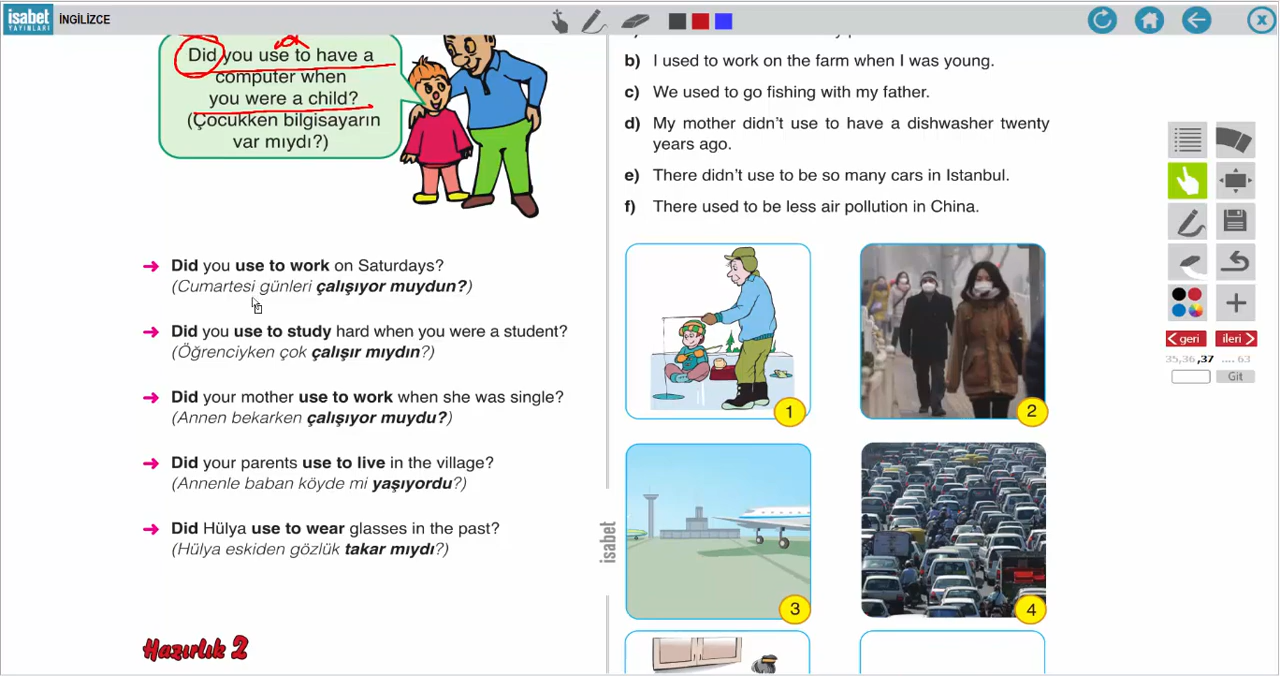 isabet
YAYINLARI
İNGİLİZCE
Did you use to have a
computer when
you were a child?
(Çocukken bilgisayarın
var mıydı?)
➜ Did you use to work on Saturdays?
(Cumartesi günleri çalışıyor muydun?)
➜ Did you use to study hard when you were a student?
(Öğrenciyken çok çalışır mıydın?)
➜ Did your mother use to work when she was single?
(Annen bekarken çalışıyor muydu?)
➜ Did your parents use to live in the village?
(Annenle baban köyde mi yaşıyordu?)
➜ Did Hülya use to wear glasses in the past?
(Hülya eskiden gözlük takar mıydı?)
Hazırlık 2
isabet
b) I used to work on the farm when I was young.
c) We used to go fishing with my father.
d) My mother didn't use to have a dishwasher twenty
years ago.
e) There didn't use to be so many cars in Istanbul.
f) There used to be less air pollution in China.
1
2
3
4
geri
ileri
35,36 ,37 .... 63
Git